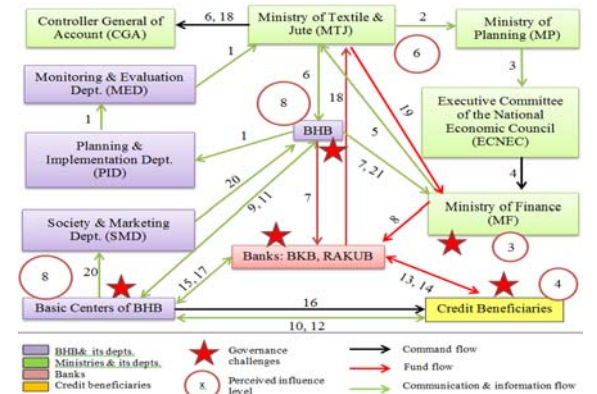 Controller General of
Account (CGA)
6, 18
Ministry of Textile &
Jute (MTJ)
2
Ministry of
Planning (MP)
6
Monitoring & Evaluation
Dept. (MED)
1
6
18
3
8
19
Executive Committee
of the National
Economic Council
(ECNEC)
1
1
BHB
5
Planning &
Implementation Dept.
(PID)
7, 21
4
20
9, 11
7
Ministry of Finance
(MF)
8
Society & Marketing
Dept. (SMD)
3
Banks: BKB, RAKUB
8
20
15, 17
13, 14
4
Basic Centers of BHB
16
Credit Beneficiaries
10, 12
BHB& its depts.
Ministries & its depts.
Banks
Credit beneficiaries
Governance
challenges
8
Perceived influence
level
Command flow
Fund flow
Communication & information flow